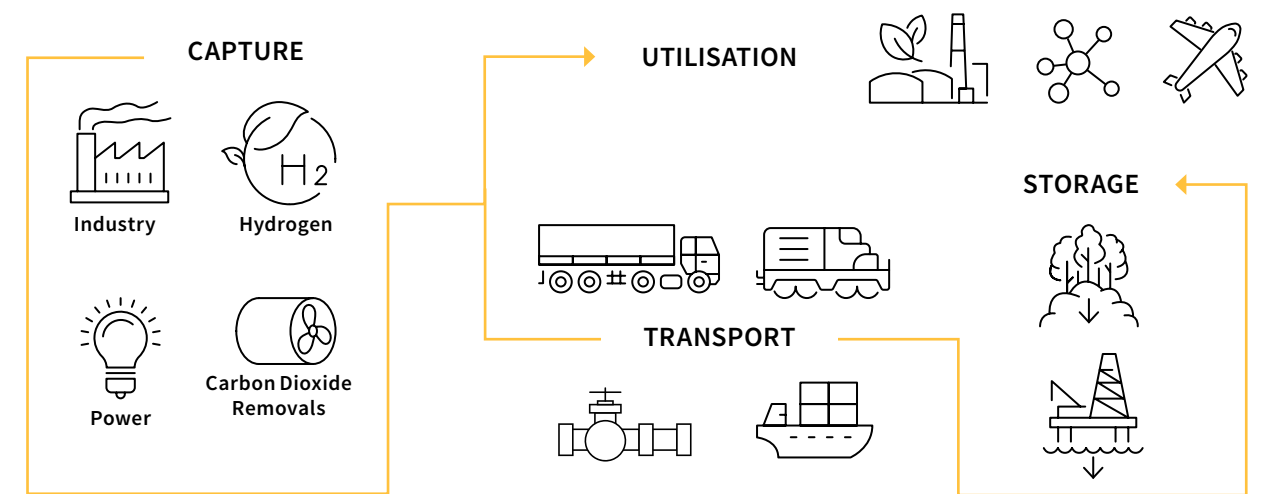 CAPTURE
UTILISATION
Industry
Hydrogen
H2
STORAGE
Power
Carbon Dioxide
Removals
TRANSPORT